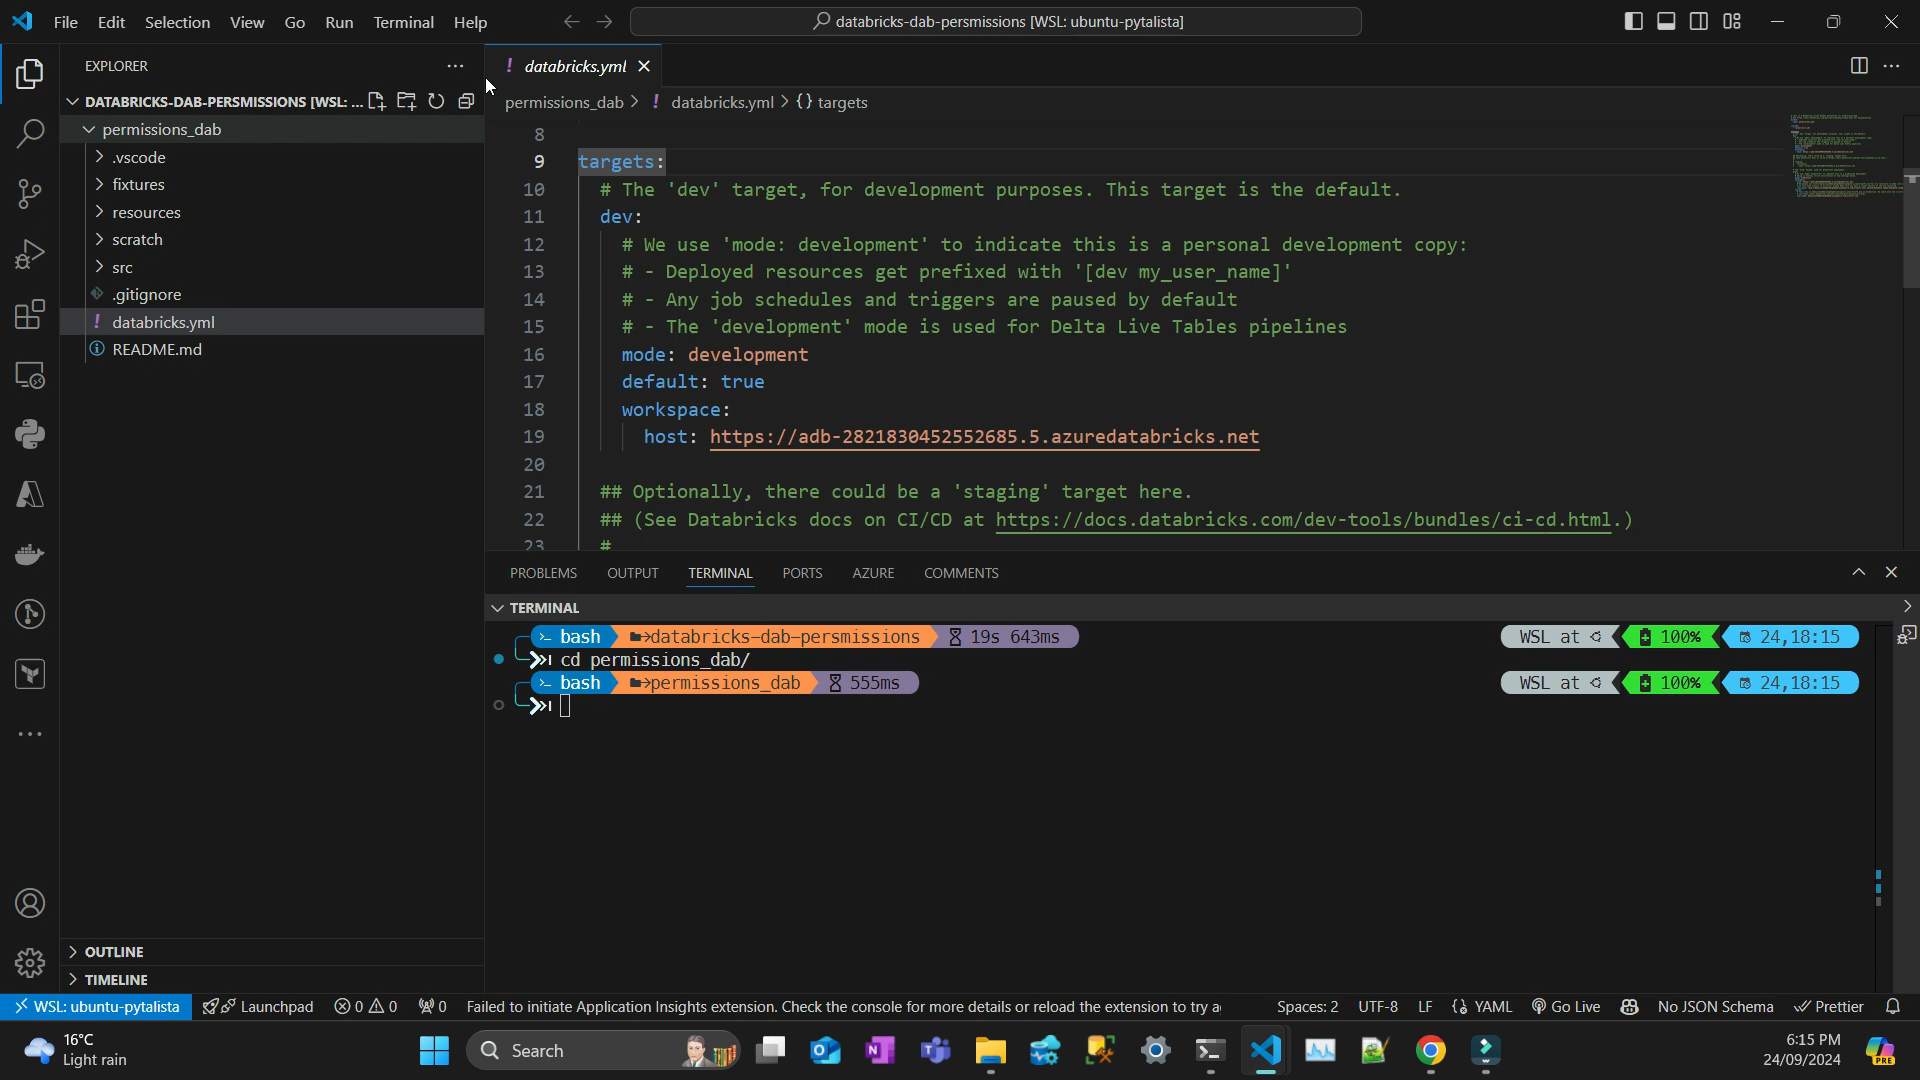 File Edit Selection View Go Run Terminal Help
databricks-dab-persmissions [WSL: ubuntu-pytalista]
EXPLORER
DATABRICKS-DAB-PERSMISSIONS [WSL: ...
permissions_dab
.vscode
fixtures
resources
scratch
src
.gitignore
databricks.yml
README.md
OUTLINE
TIMELINE
databricks.yml
permissions_dab > ! databricks.yml > {} targets
8
9 targets:
10 # The 'dev' target, for development purposes. This target is the default.
11 dev:
12 # We use 'mode: development' to indicate this is a personal development copy:
13 # - Deployed resources get prefixed with '[dev my_user_name]'
14 # - Any job schedules and triggers are paused by default
15 # - The 'development' mode is used for Delta Live Tables pipelines
16 mode: development
17 default: true
18 workspace:
19 host: https://adb-2821830452552685.5.azuredatabricks.net
20
21 ## Optionally, there could be a 'staging' target here.
22 ## (See Databricks docs on CI/CD at https://docs.databricks.com/dev-tools/bundles/ci-cd.html.)
23 #
PROBLEMS OUTPUT TERMINAL PORTS AZURE COMMENTS
TERMINAL
bash databricks-dab-persmissions 19s 643ms WSL at 100% 24,18:15
cd permissions_dab/
bash permissions_dab 555ms WSL at 100% 24,18:15
WSL: ubuntu-pytalista Launchpad 0 0 0 Failed to initiate Application Insights extension. Check the console for more details or reload the extension to try a Spaces: 2 UTF-8 LF {} YAML Go Live No JSON Schema Prettier
16°C
Light rain
Search
PRE
6:15 PM
24/09/2024